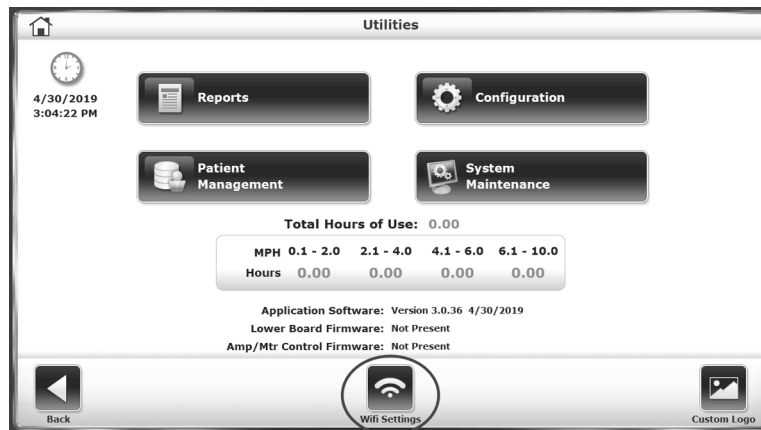 Utilities
4/30/2019
3:04:22 PM
Reports
Configuration
Patient
Management
System
Maintenance
Total Hours of Use: 0.00
MPH 0.1 - 2.0 2.1 - 4.0 4.1 - 6.0 6.1 - 10.0
Hours 0.00 0.00 0.00 0.00
Application Software: Version 3.0.36 4/30/2019
Lower Board Firmware: Not Present
Amp/Mtr Control Firmware: Not Present
Back
Wifi Settings
Custom Logo